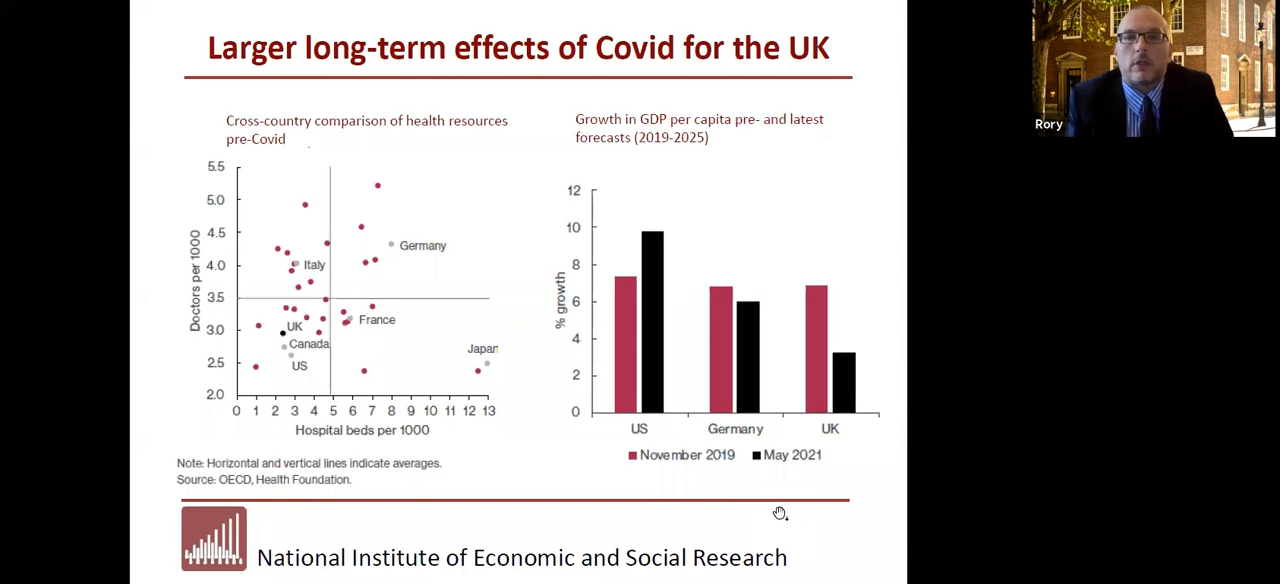 Larger long-term effects of Covid for the UK
Rory
Cross-country comparison of health resources
pre-Covid
Growth in GDP per capita pre- and latest
forecasts (2019-2025)
Doctors per 1000
5.5
5.0
4.5
4.0
3.5
3.0
2.5
2.0
Germany
Italy
UK
France
Canada
US
Japan
0 1 2 3 4 5 6 7 8 9 10 11 12 13
Hospital beds per 1000
% growth
12
10
8
6
4
2
0
US Germany UK
November 2019 May 2021
Note: Horizontal and vertical lines indicate averages.
Source: OECD, Health Foundation.
National Institute of Economic and Social Research